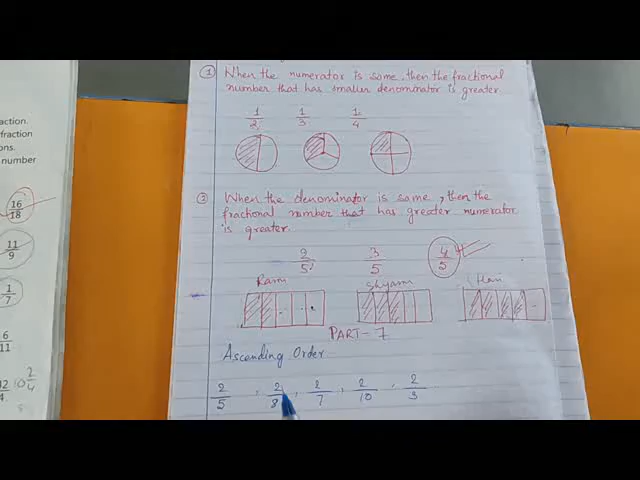 ① When the numerator is same, then the fractional
number that has smaller denominator is greater.
1/2 1/3 1/4
② When the denominator is same, then the
fractional number that has greater numerator
is greater.
2/5 3/5 4/5
Ram Shyam Hari
PART-7
Ascending Order
2/5, 2/8, 2/7, 2/10, 2/3
action.
fraction
ons.
number
16/18
11/9
1/7
6/11
10 2/4